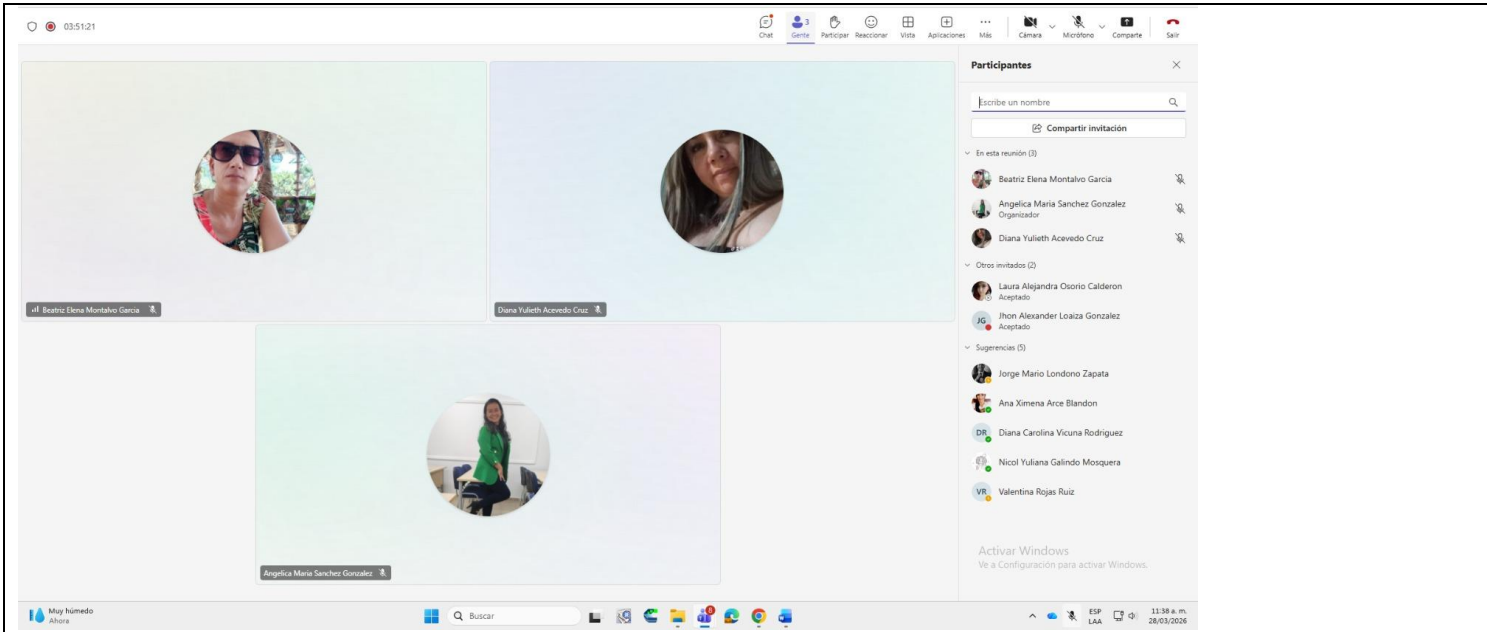 03:51:21
Chat
3
Gente
Participar
Reaccionar
Vista
Aplicaciones
Más
Cámara
Micrófono
Comparte
Salir
Beatriz Elena Montalvo Garcia
Diana Yulieth Acevedo Cruz
Angelica Maria Sanchez Gonzalez
Participantes
Escribe un nombre
Compartir invitación
En esta reunión (3)
Beatriz Elena Montalvo Garcia
Angelica Maria Sanchez Gonzalez
Organizador
Diana Yulieth Acevedo Cruz
Otros invitados (2)
Laura Alejandra Osorio Calderon
Aceptado
JG
Jhon Alexander Loaiza Gonzalez
Aceptado
Sugerencias (5)
Jorge Mario Londono Zapata
Ana Ximena Arce Blandon
DR
Diana Carolina Vicuna Rodriguez
Nicol Yuliana Galindo Mosquera
VR
Valentina Rojas Ruiz
Activar Windows
Ve a Configuración para activar Windows.
Muy húmedo
Ahora
Buscar
8
ESP
LAA
11:38 a. m.
28/03/2026